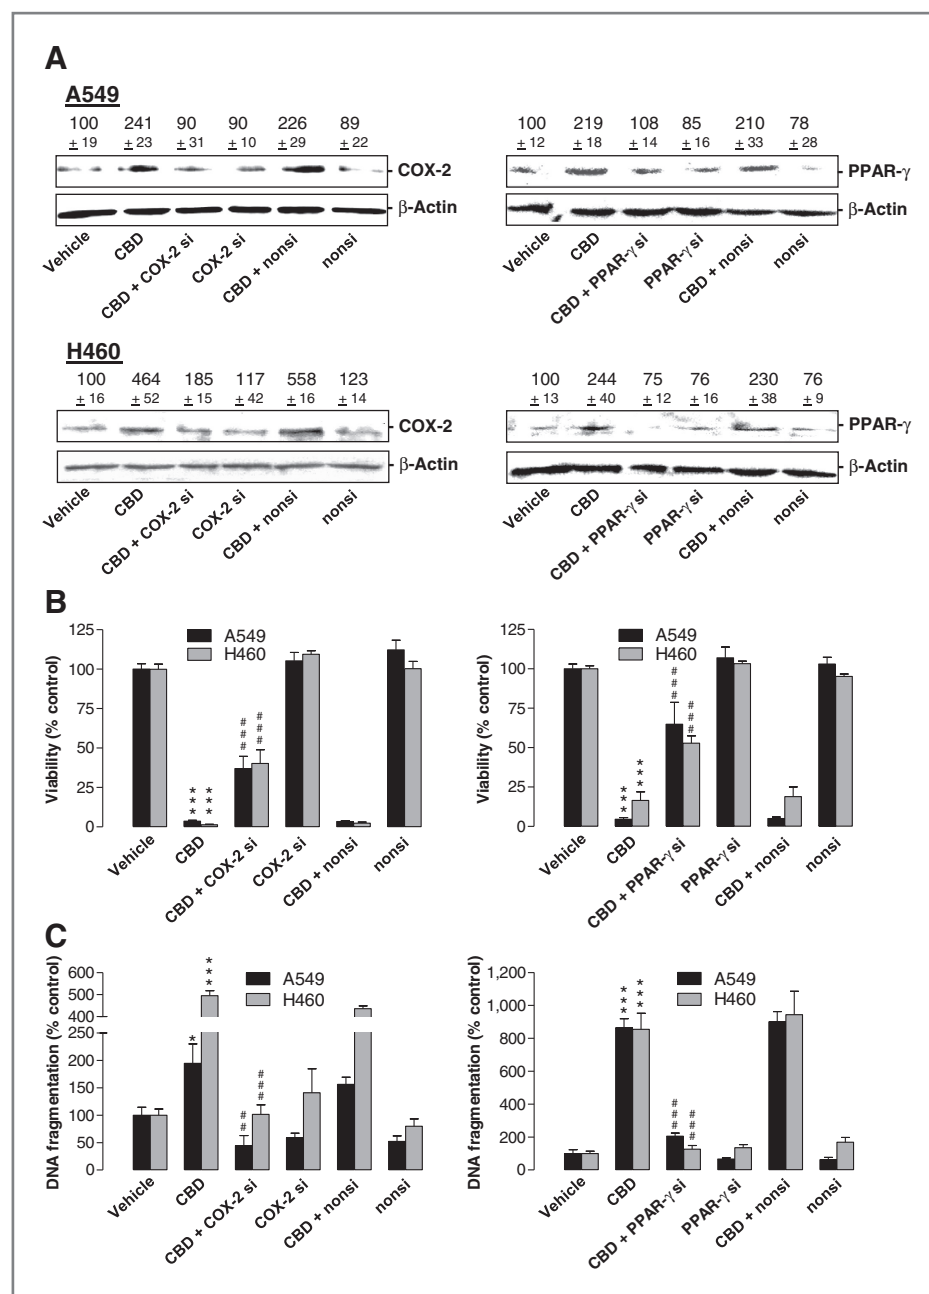 A
A549
100 241 90 90 226 89
± 19 ± 23 ± 31 ± 10 ± 29 ± 22
COX-2
β-Actin
Vehicle CBD CBD + COX-2 si COX-2 si CBD + nonsi nonsi
100 219 108 85 210 78
± 12 ± 18 ± 14 ± 16 ± 33 ± 28
PPAR-γ
β-Actin
Vehicle CBD CBD + PPAR-γ si PPAR-γ si CBD + nonsi nonsi
H460
100 464 185 117 558 123
± 16 ± 52 ± 15 ± 42 ± 16 ± 14
COX-2
β-Actin
Vehicle CBD CBD + COX-2 si COX-2 si CBD + nonsi nonsi
100 244 75 76 230 76
± 13 ± 40 ± 12 ± 16 ± 38 ± 9
PPAR-γ
β-Actin
Vehicle CBD CBD + PPAR-γ si PPAR-γ si CBD + nonsi nonsi
B
Viability (% control)
125
100
75
50
25
0
A549
H460
*** ***
### ###
Vehicle CBD CBD + COX-2 si COX-2 si CBD + nonsi nonsi
Viability (% control)
125
100
75
50
25
0
A549
H460
*** ***
### ###
Vehicle CBD CBD + PPAR-γ si PPAR-γ si CBD + nonsi nonsi
C
DNA fragmentation (% control)
600
500
400
250
200
150
100
50
0
A549
H460
* ***
## ###
Vehicle CBD CBD + COX-2 si COX-2 si CBD + nonsi nonsi
DNA fragmentation (% control)
1,200
1,000
800
600
400
200
0
A549
H460
*** ***
### ###
Vehicle CBD CBD + PPAR-γ si PPAR-γ si CBD + nonsi nonsi